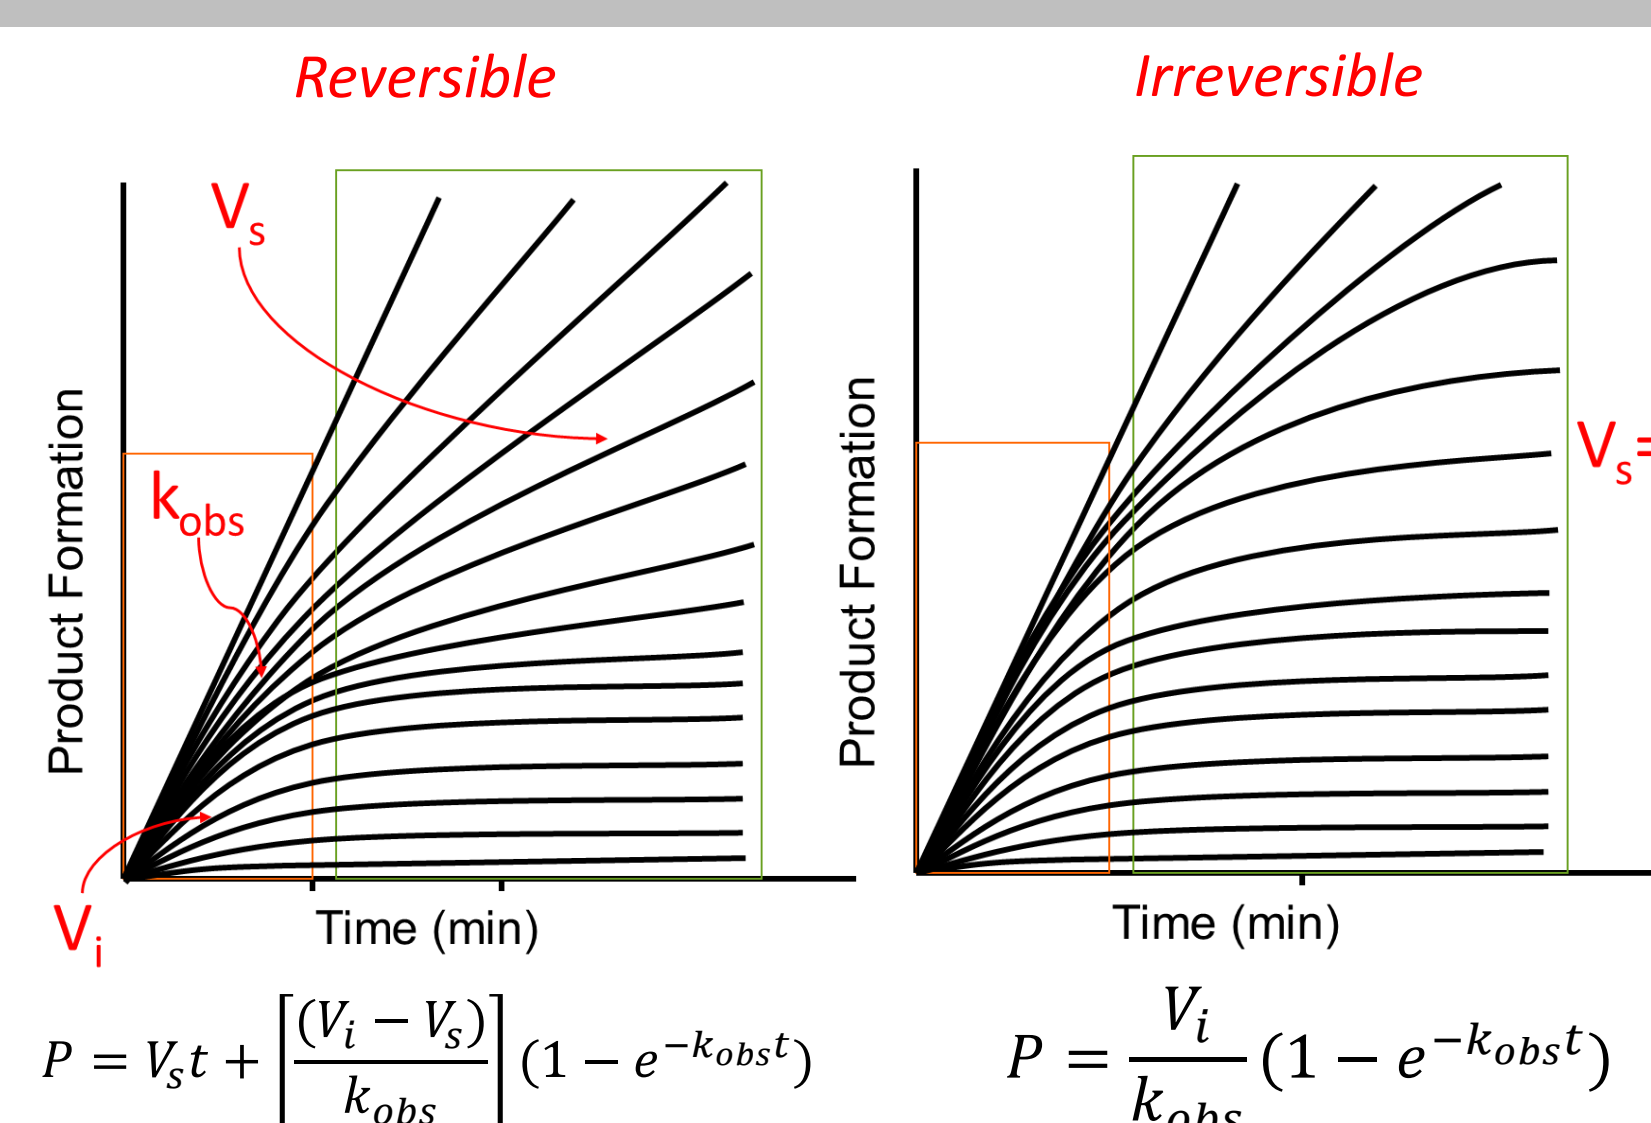 Reversible
Irreversible
Vs
kobs
Vi
Product Formation
Time (min)
Product Formation
Time (min)
Vs=
P = Vst + [(Vi − Vs) / kobs] (1 − e^−kobst)
P = Vi / kobs (1 − e^−kobst)